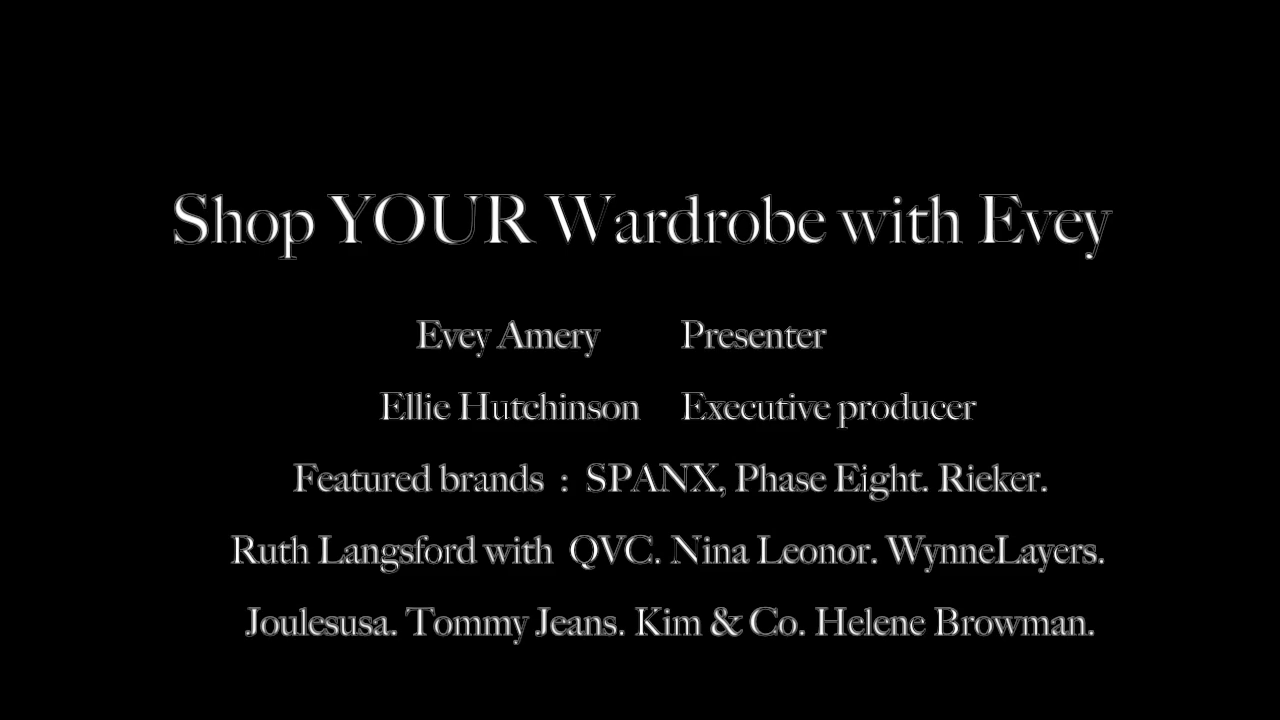 Shop YOUR Wardrobe with Evey
Evey Amery Presenter
Ellie Hutchinson Executive producer
Featured brands : SPANX, Phase Eight. Rieker.
Ruth Langsford with QVC. Nina Leonor. WynneLayers.
Joulesusa. Tommy Jeans. Kim & Co. Helene Browman.